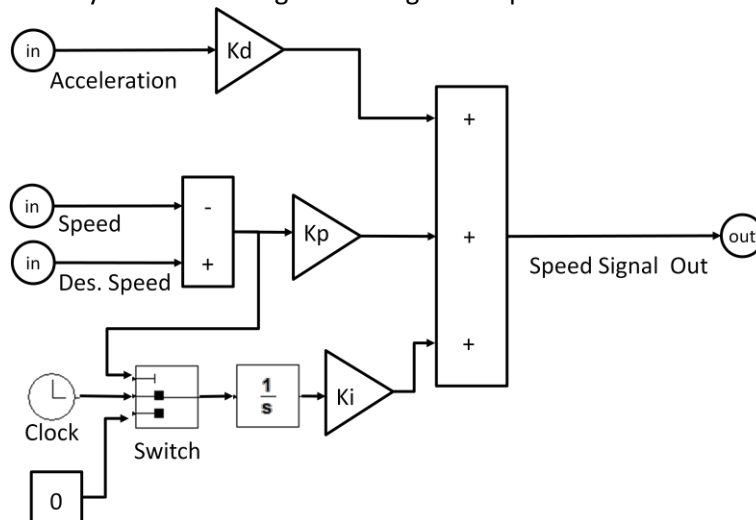 in
Kd
Acceleration
+
in
Speed
-
Kp
+
out
in
Des. Speed
+
Speed Signal Out
+
Ki
1
s
Clock
Switch
0